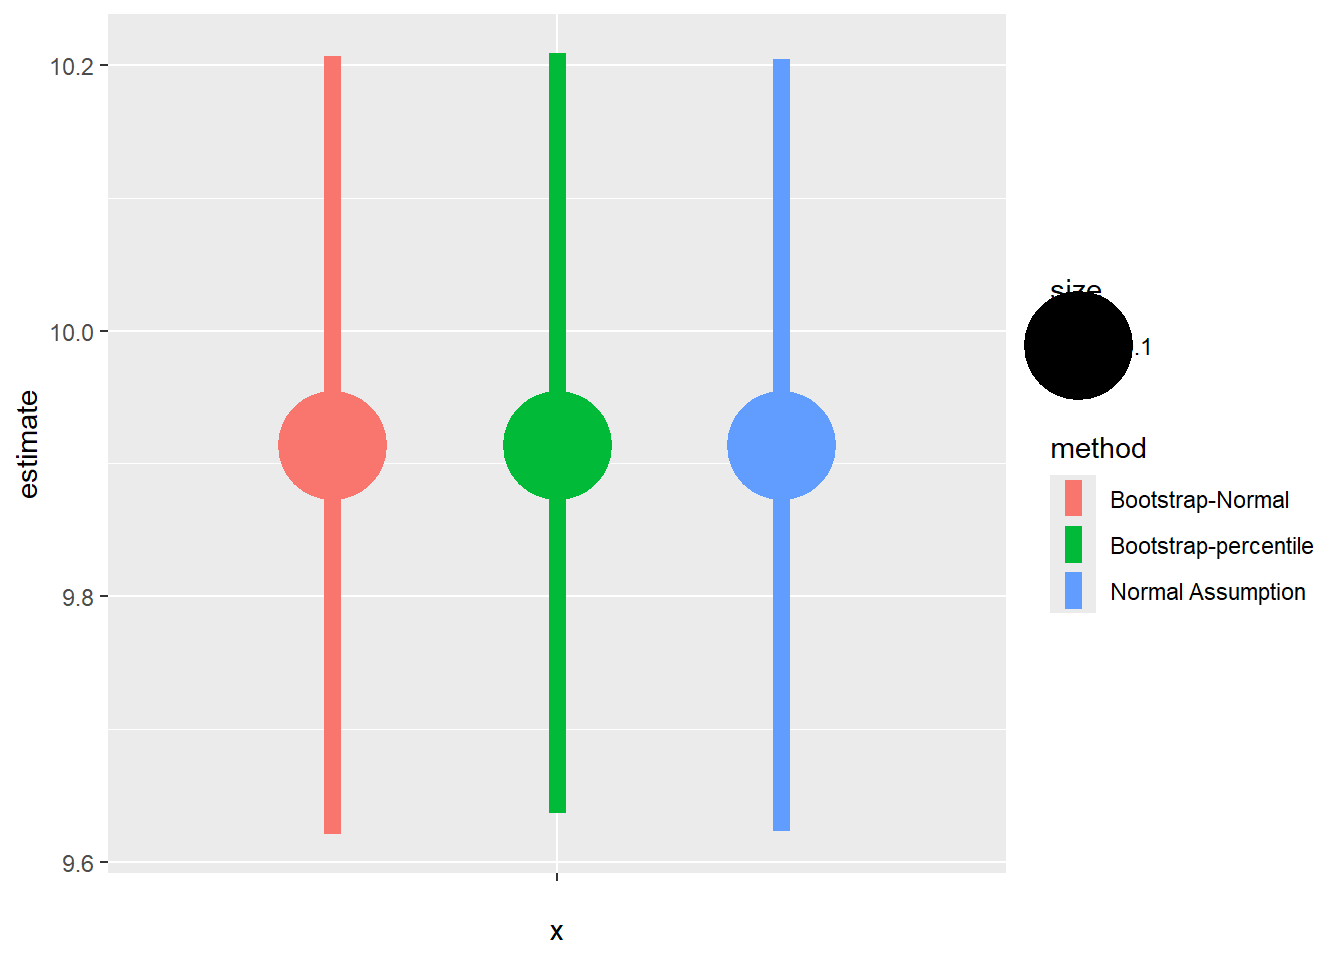 10.2
10.0
9.8
9.6
estimate
x
size
.1
method
Bootstrap-Normal
Bootstrap-percentile
Normal Assumption